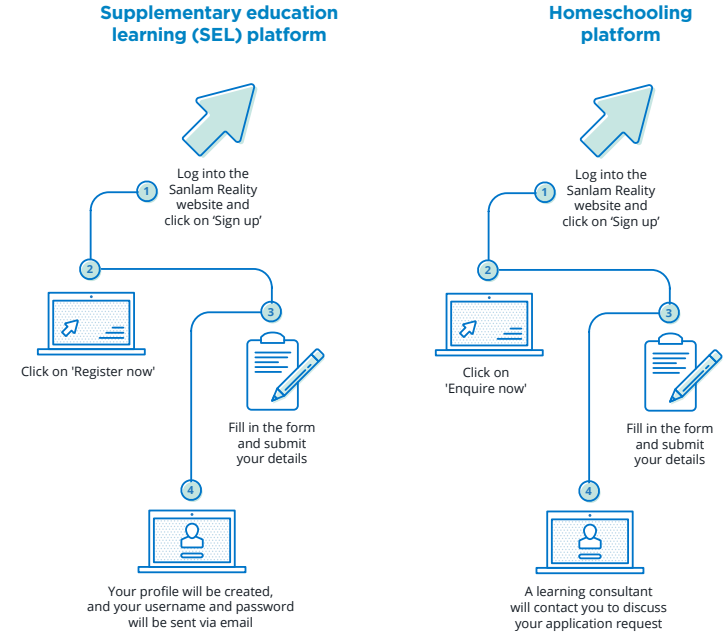 Supplementary education
learning (SEL) platform
1
Log into the
Sanlam Reality
website and
click on ‘Sign up’
2
Click on 'Register now'
3
Fill in the form
and submit
your details
4
Your profile will be created,
and your username and password
will be sent via email
Homeschooling
platform
1
Log into the
Sanlam Reality
website and
click on ‘Sign up’
2
Click on
'Enquire now'
3
Fill in the form
and submit
your details
4
A learning consultant
will contact you to discuss
your application request